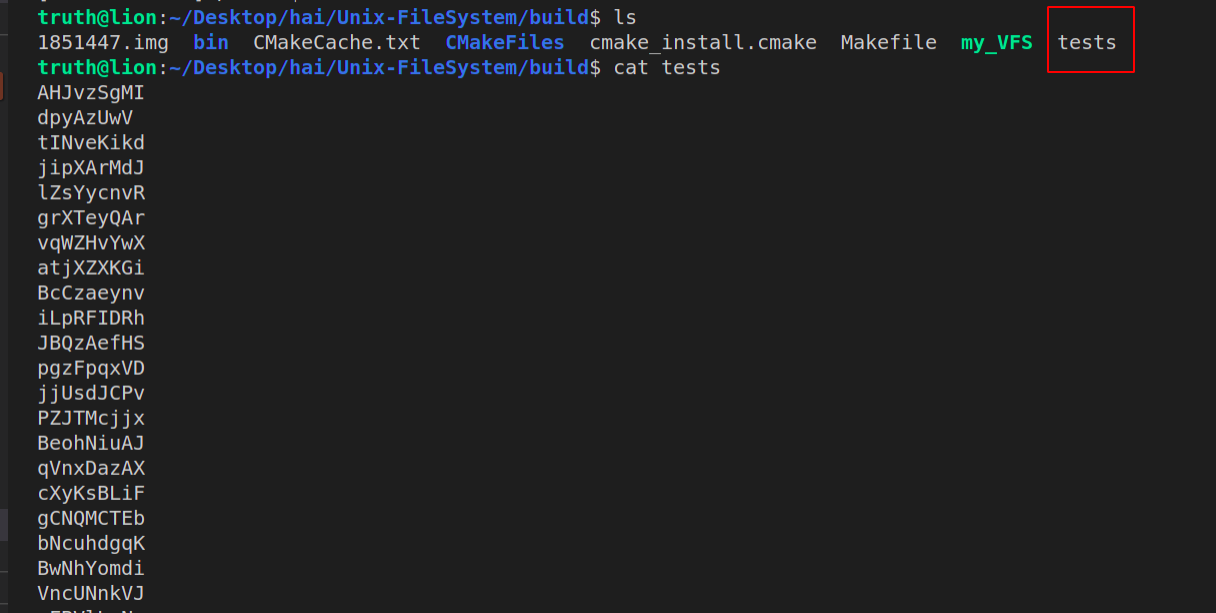 truth@lion:~/Desktop/hai/Unix-FileSystem/build$ ls
1851447.img bin CMakeCache.txt CMakeFiles cmake_install.cmake Makefile my_VFS tests
truth@lion:~/Desktop/hai/Unix-FileSystem/build$ cat tests
AHJvzSgMI
dpyAzUwV
tINveKikd
jipXArMdJ
lZsYycnvR
grXTeyQAr
vqWZHvYwX
atjXZXKGi
BcCzaeynv
iLpRFIDRh
JBQzAefHS
pgzFpqxVD
jjUsdJCPv
PZJTMcjjx
BeohNiuAJ
qVnxDazAX
cXyKsBLiF
gCNQMCTEb
bNcuhdgqK
BwNhYomdi
VncUNnkVJ